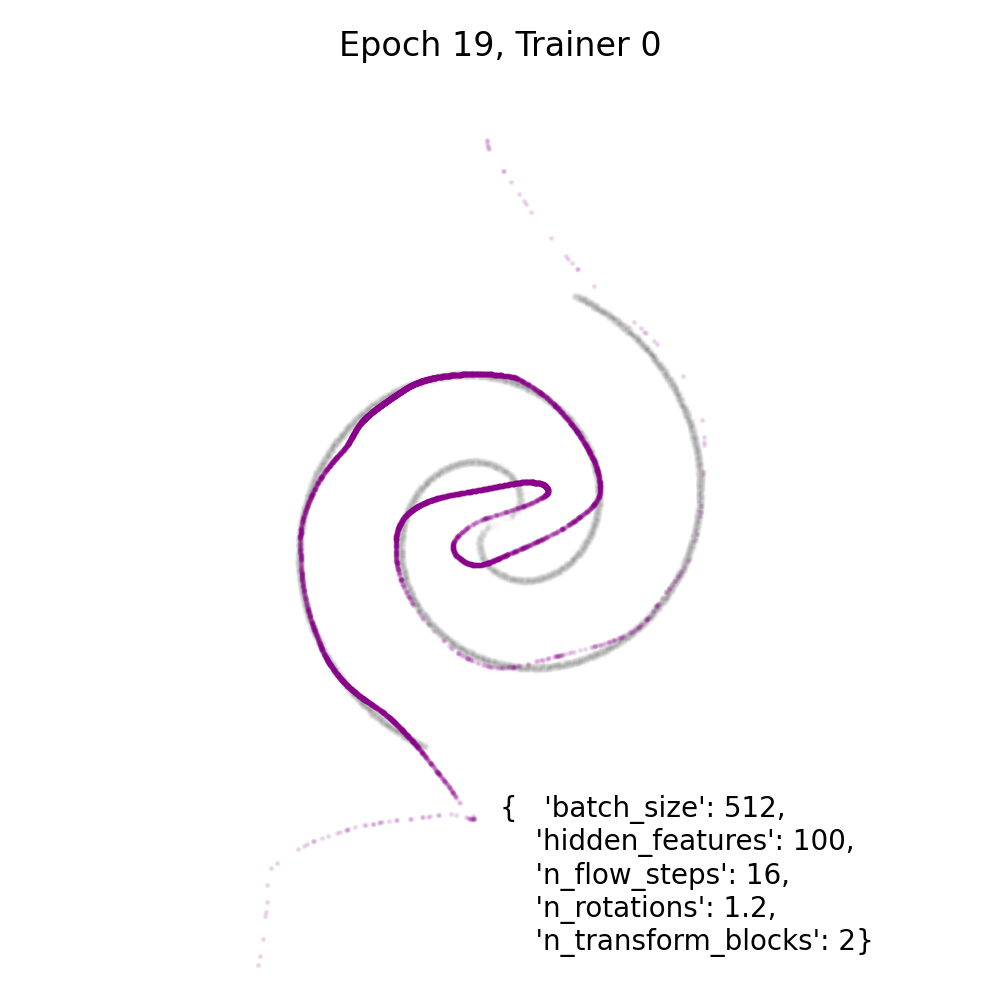 Epoch 19, Trainer 0
{   'batch_size': 512,
'hidden_features': 100,
'n_flow_steps': 16,
'n_rotations': 1.2,
'n_transform_blocks': 2}